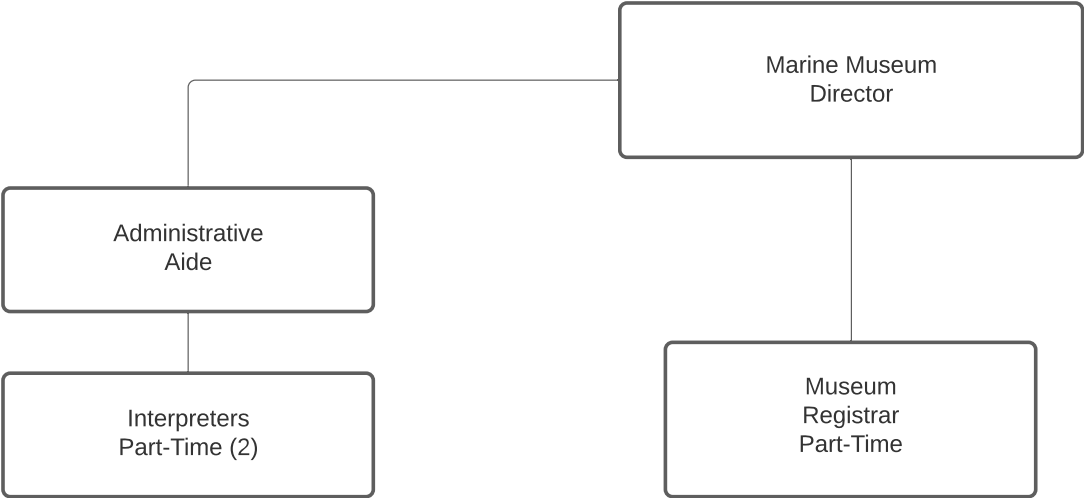 Marine Museum
Director
Administrative
Aide
Interpreters
Part-Time (2)
Museum
Registrar
Part-Time